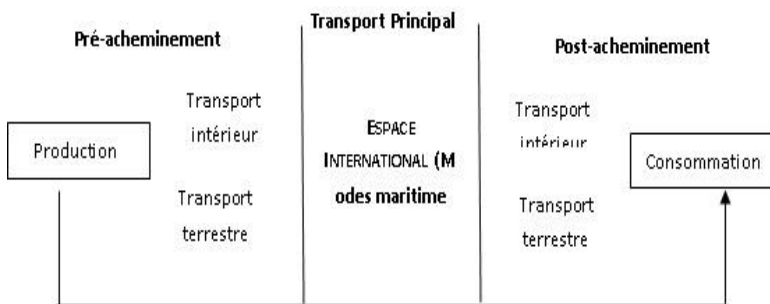 Pré-acheminement
Transport Principal
Post-acheminement
Production
Transport
intérieur
Transport
terrestre
ESPACE
INTERNATIONAL (M
odes maritime
Transport
intérieur
Transport
terrestre
Consommation